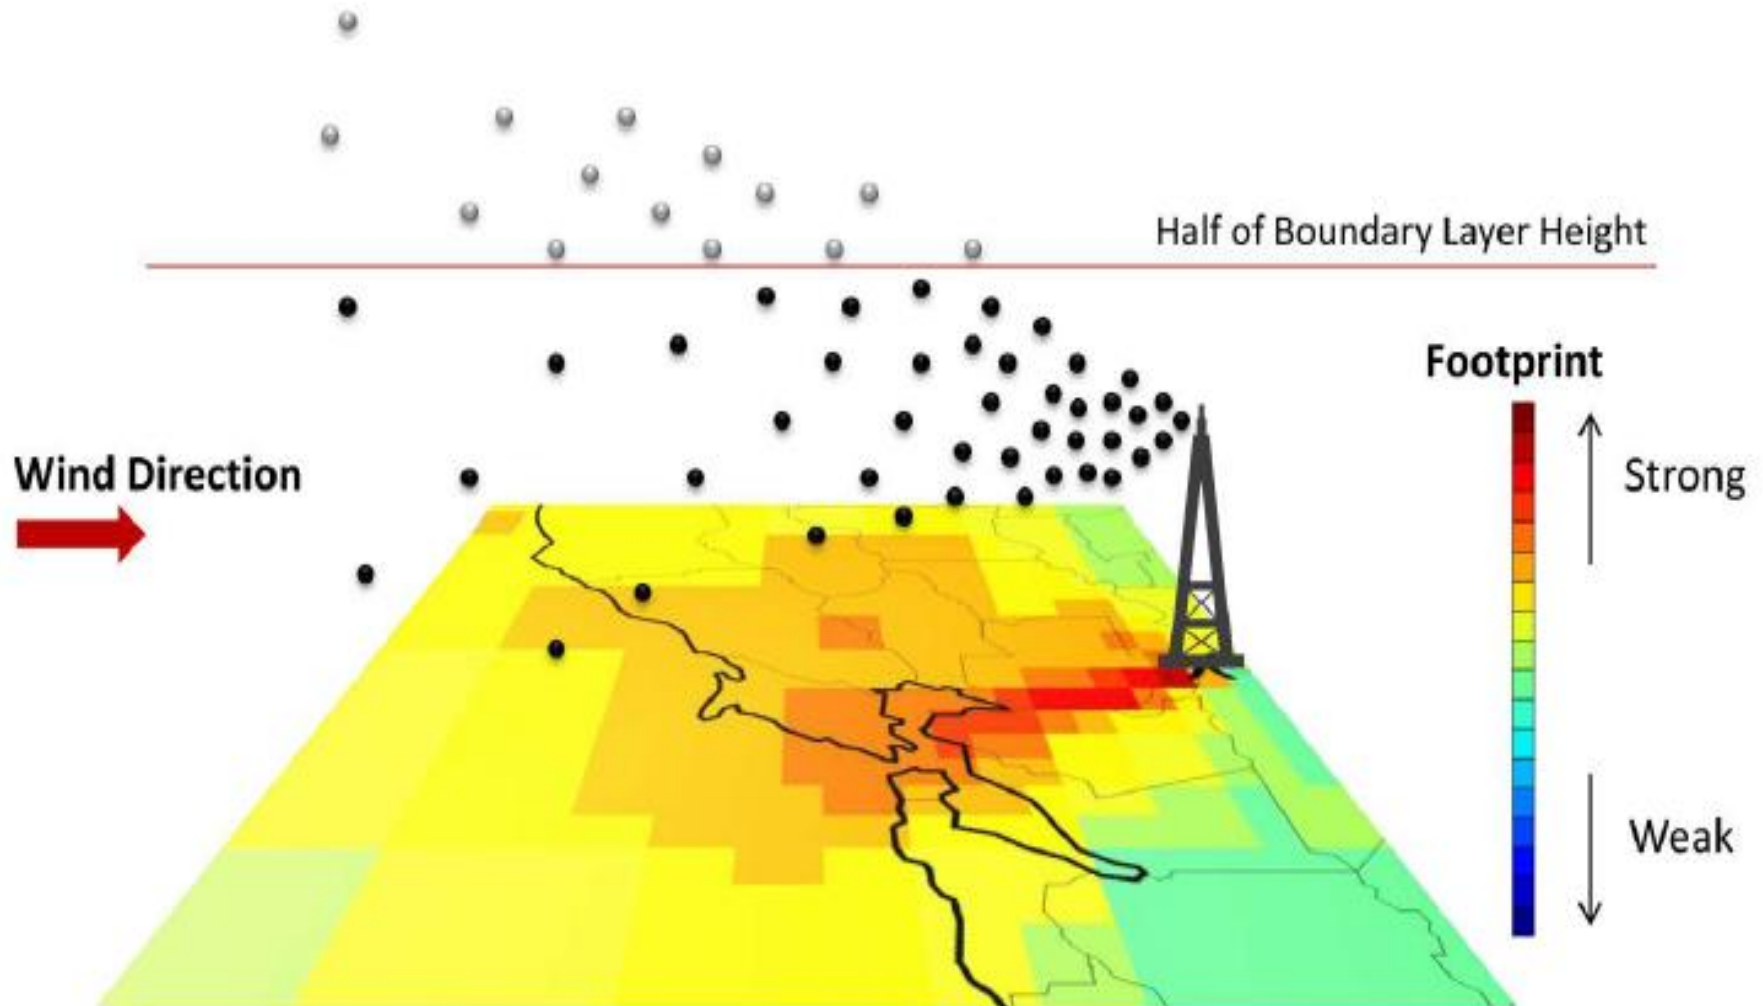 Half of Boundary Layer Height
Footprint
Wind Direction
Strong
Weak